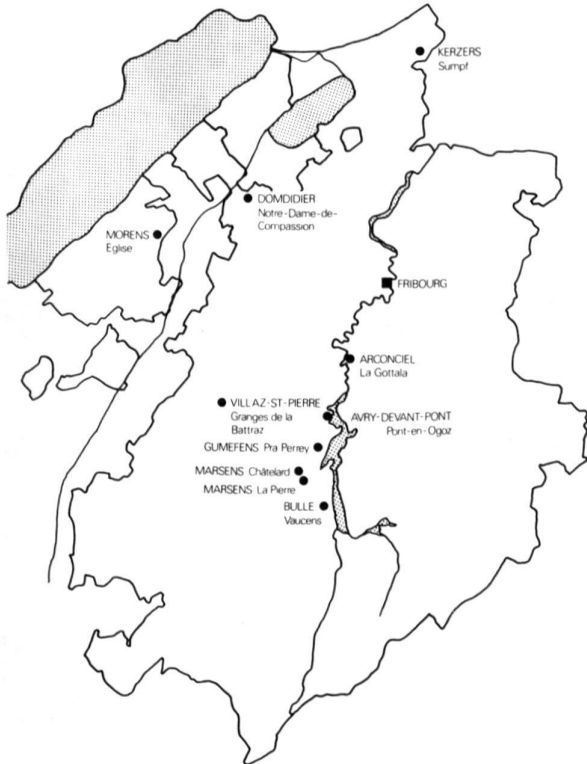 KERZERS
Sumpf
DOMDIDIER
Notre-Dame-de-
Compassion
MORENS
Eglise
FRIBOURG
ARCONCIEL
La Gottala
VILLAZ-ST-PIERRE
Granges de la
Battraz
AVRY-DEVANT-PONT
Pont-en-Ogoz
GUMEFENS Pra Perrey
MARSENS Châtelard
MARSENS La Pierre
BULLE
Vaucens